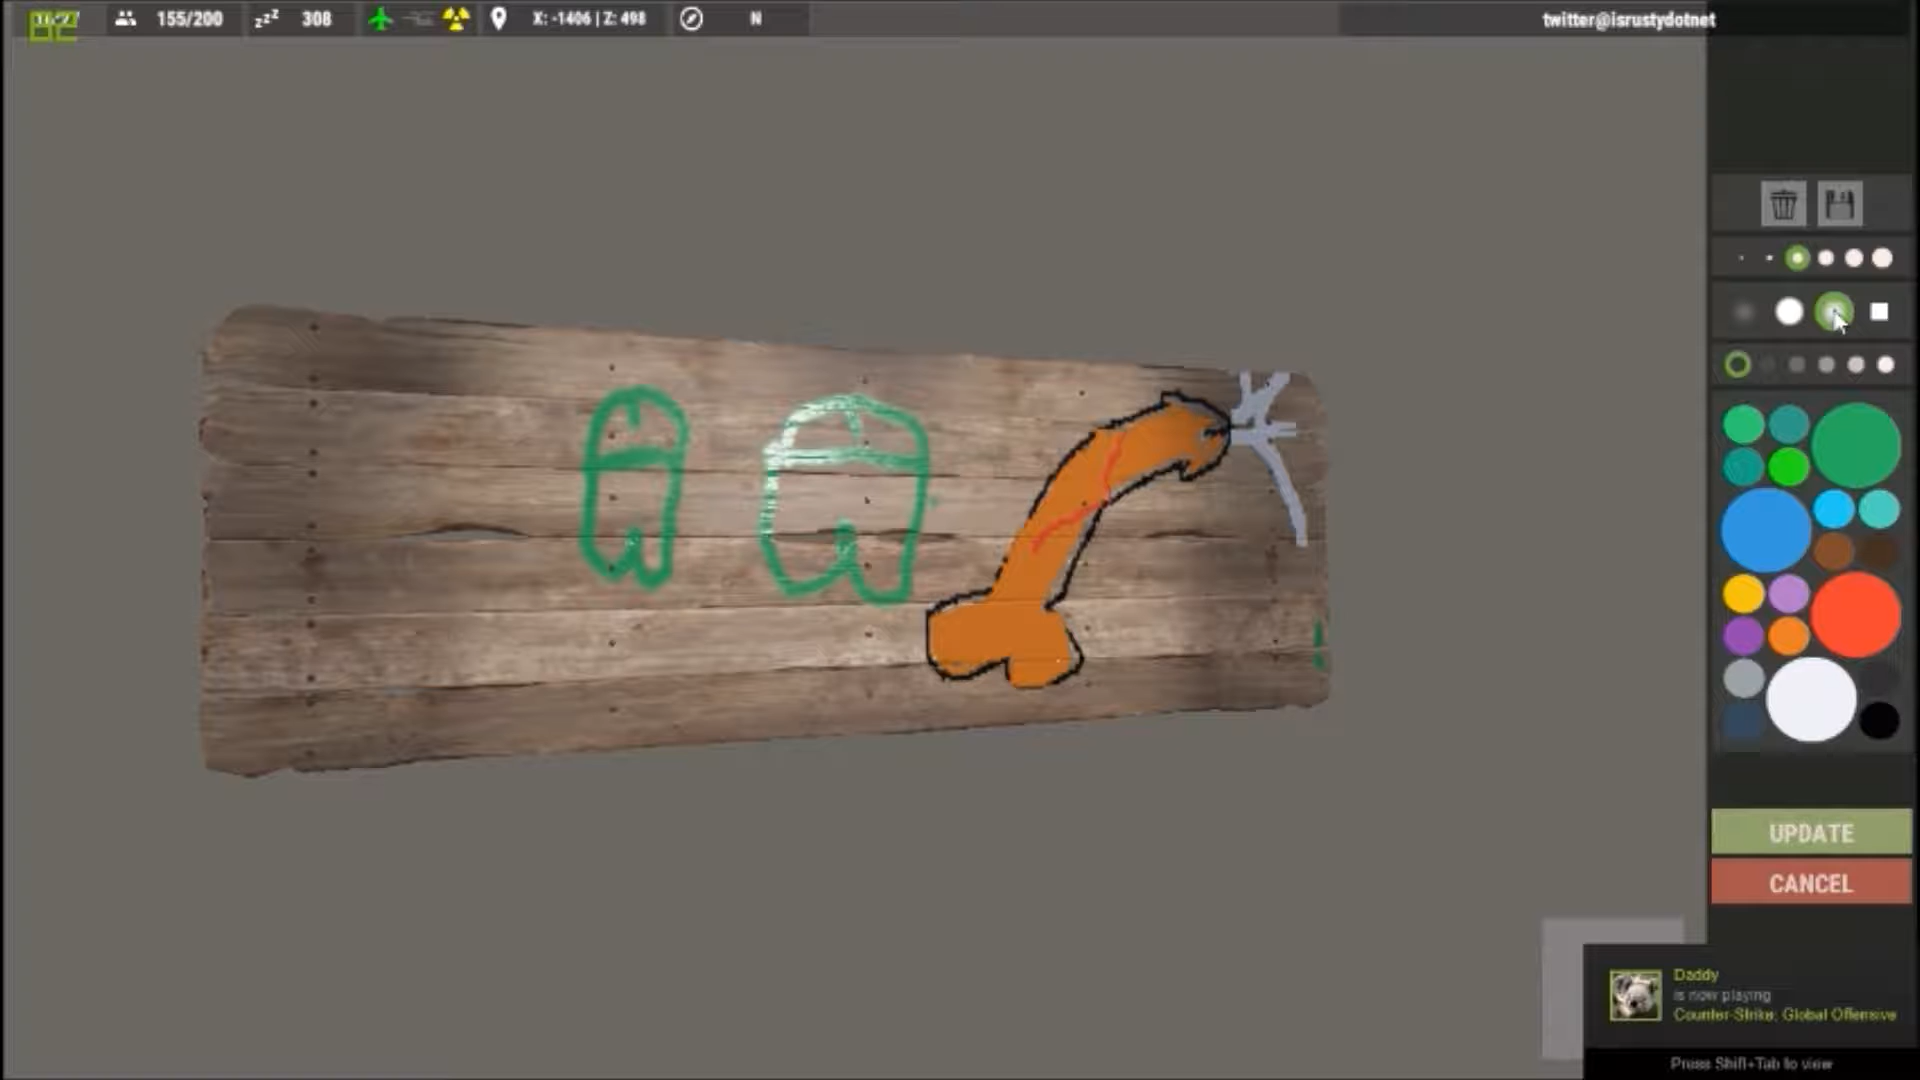 155/200
zzz
308
X: -1406 | Z: 498
N
twitter@isrustydotnet
UPDATE
CANCEL
Daddy
is now playing
Counter-Strike: Global Offensive
Press Shift+Tab to view